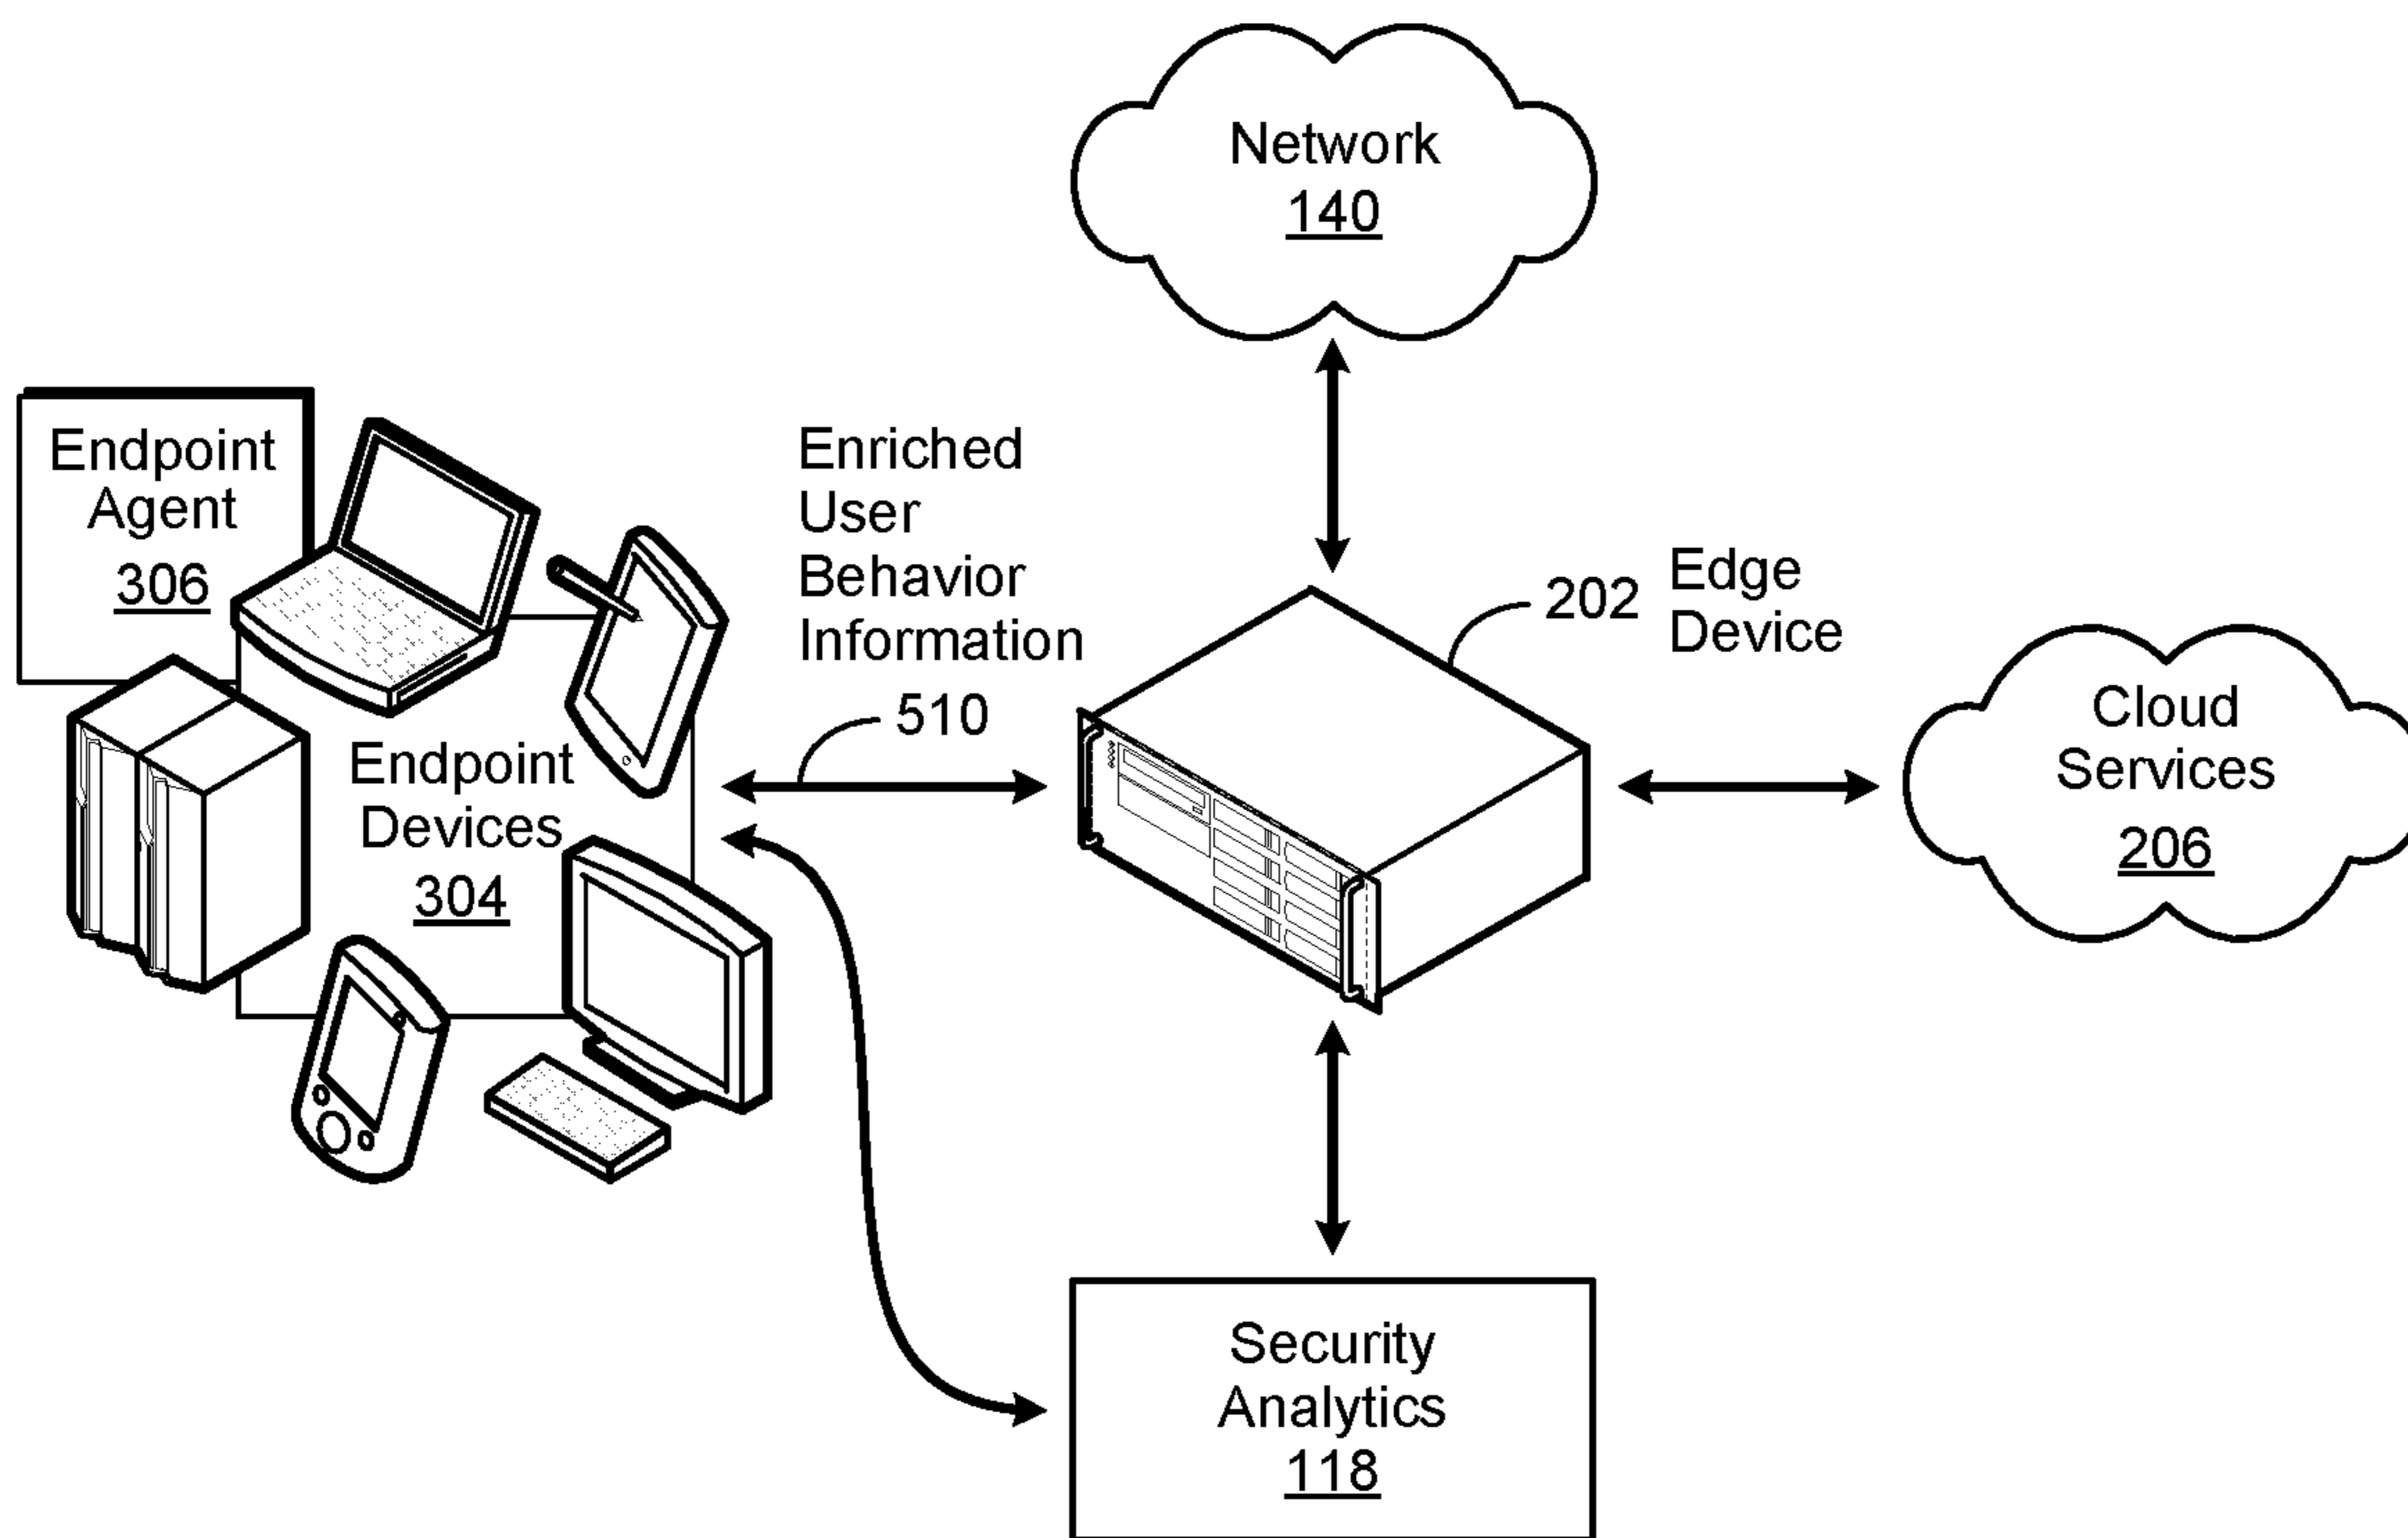 Network
140
Endpoint
Agent
306
Enriched
User
Behavior
Information
510
202
Edge
Device
Endpoint
Devices
304
Cloud
Services
206
Security
Analytics
118